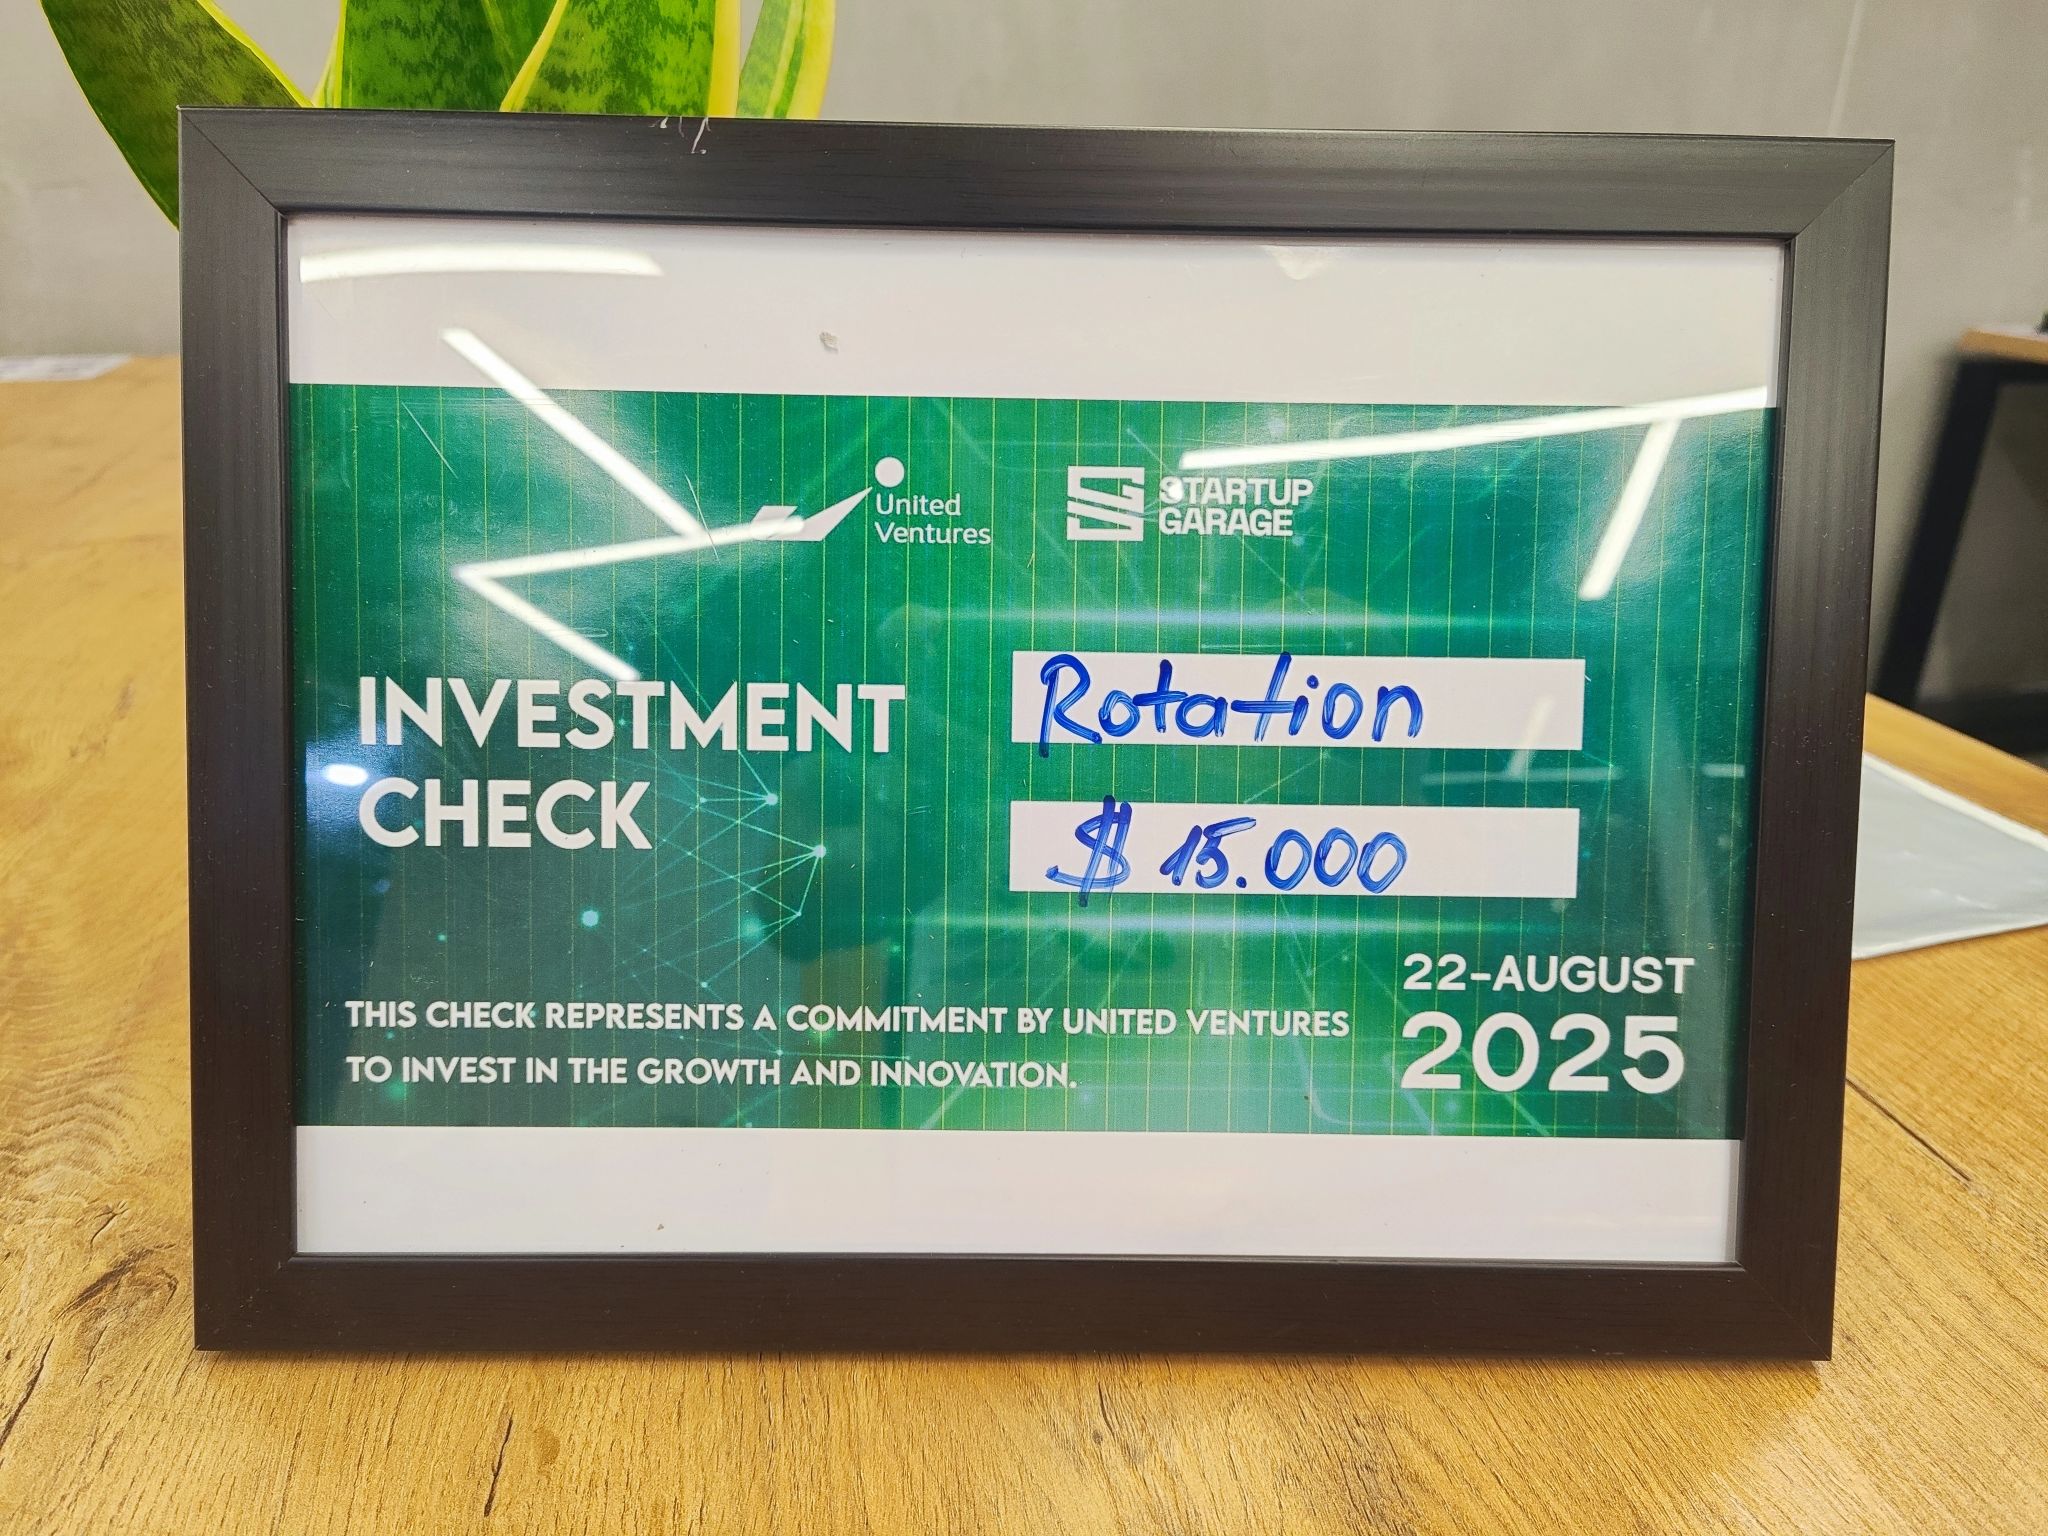 United
Ventures
STARTUP
GARAGE
INVESTMENT
CHECK
Rotation
$ 15.000
THIS CHECK REPRESENTS A COMMITMENT BY UNITED VENTURES
TO INVEST IN THE GROWTH AND INNOVATION.
22-AUGUST
2025